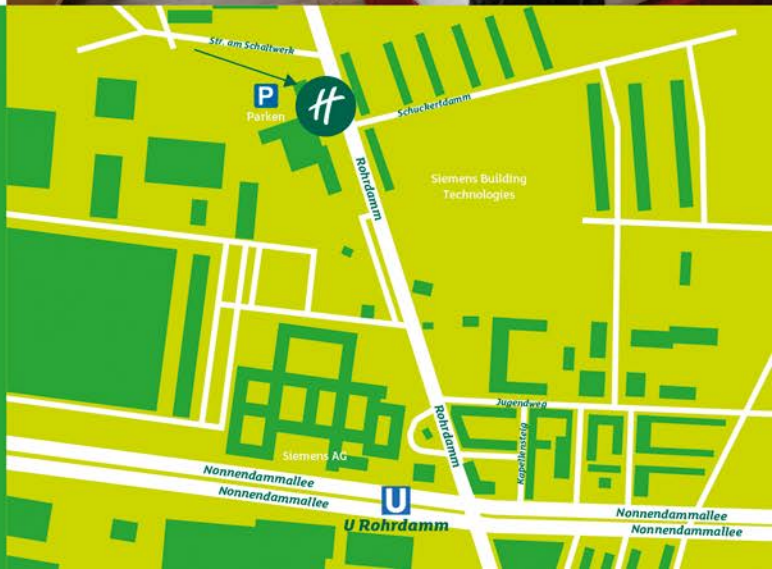 Str. am Schaltwerk
P
Parken
H
Schuckertdamm
Rohrdamm
Siemens Building
Technologies
Jugendweg
Rohrdamm
Kapellensteig
Siemens AG
Nonnendammallee
Nonnendammallee
U
U Rohrdamm
Nonnendammallee
Nonnendammallee